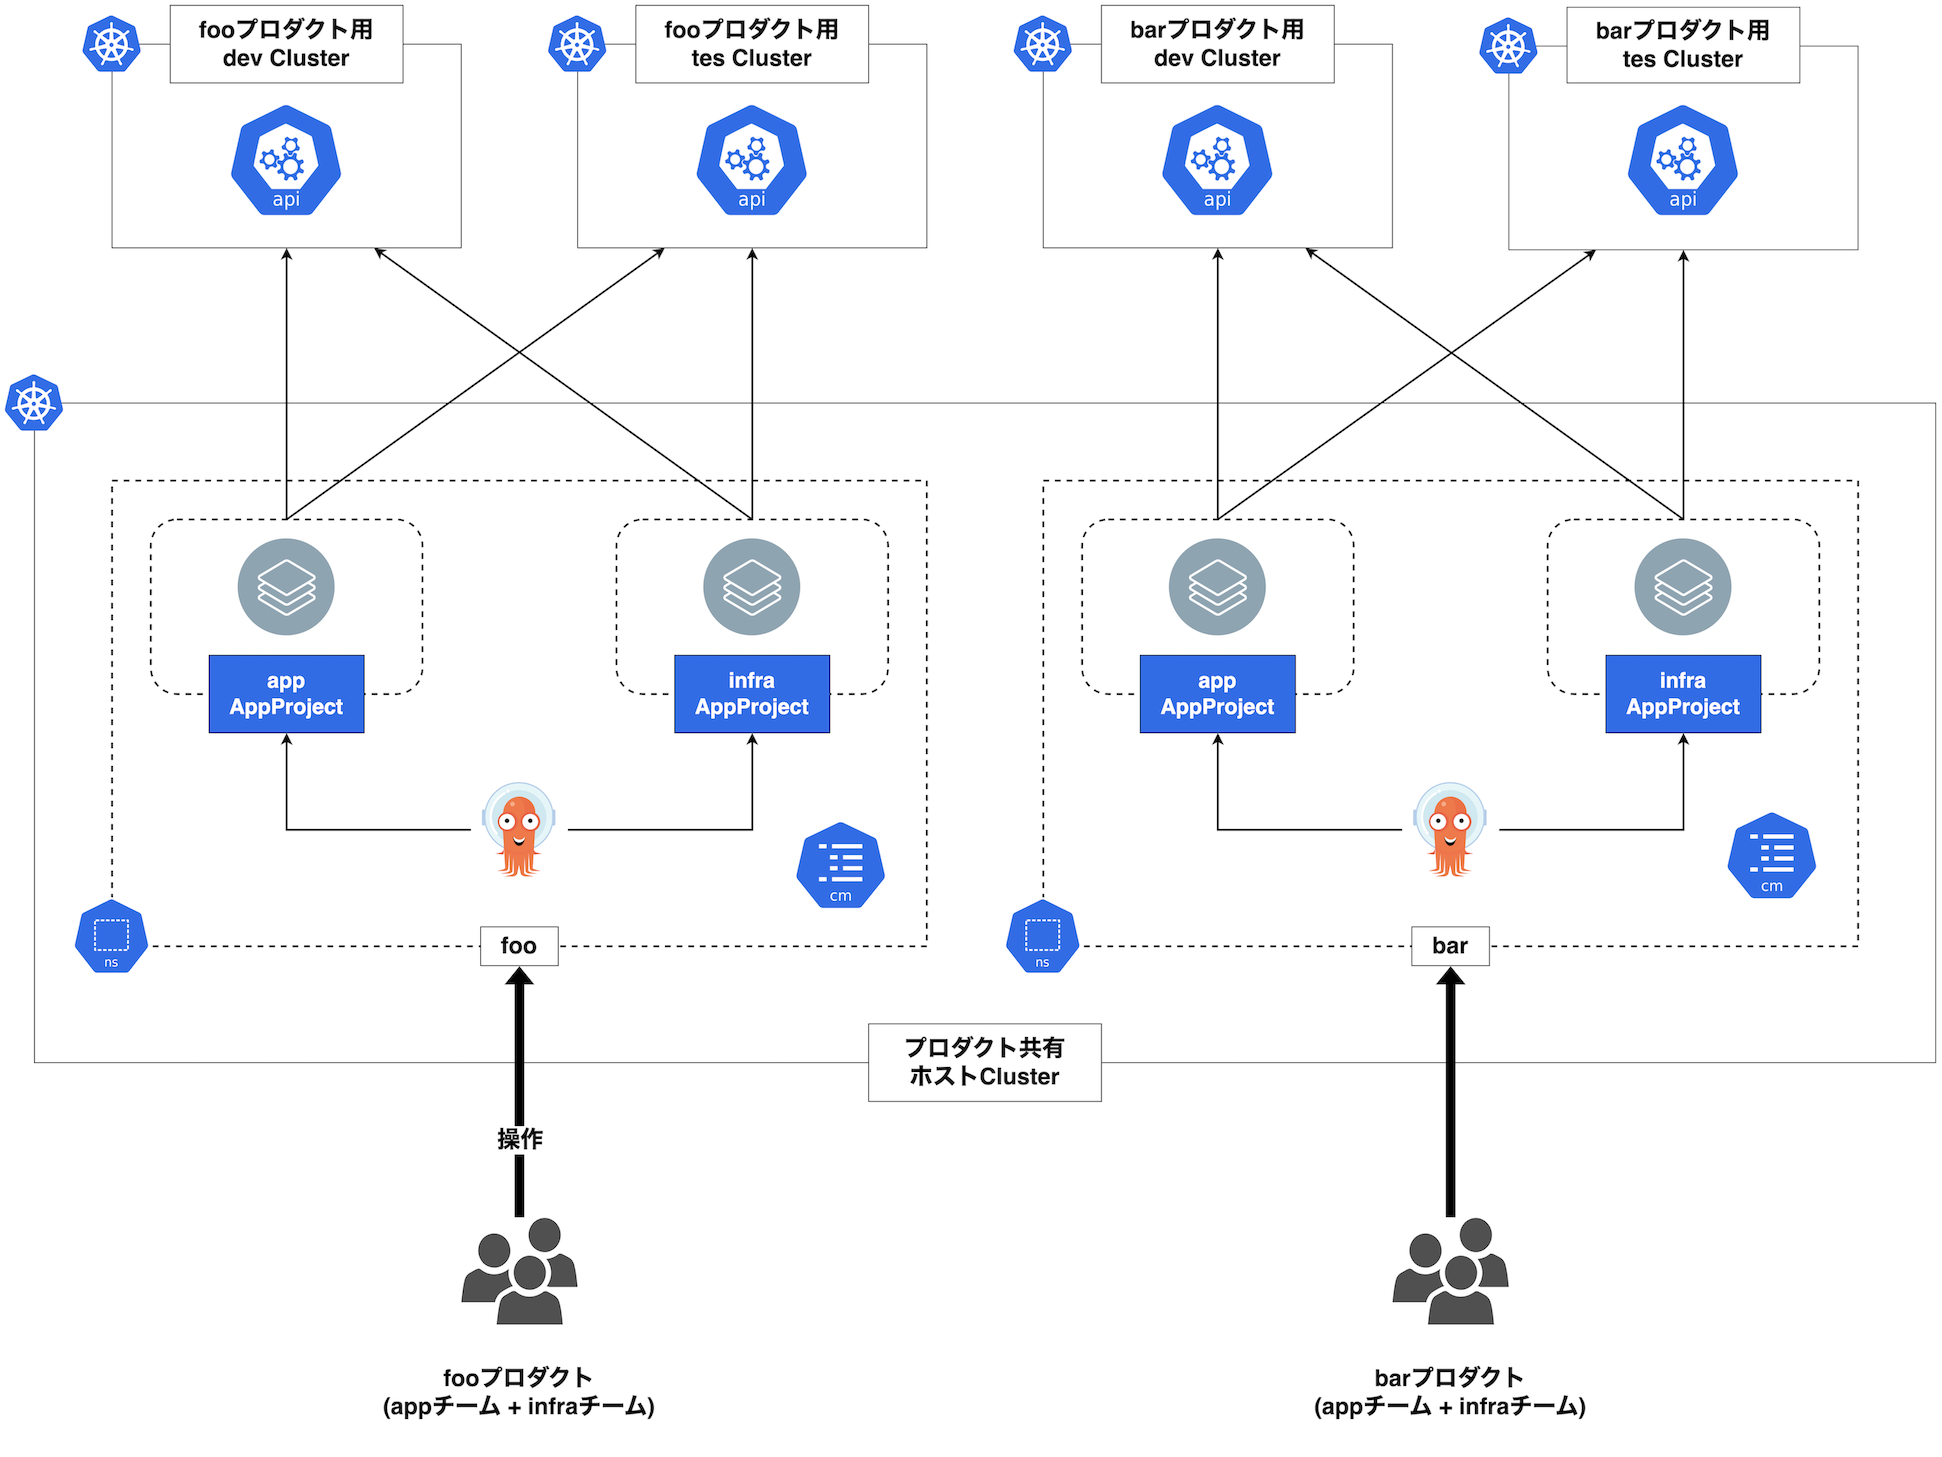 fooプロダクト用
dev Cluster
fooプロダクト用
tes Cluster
barプロダクト用
dev Cluster
barプロダクト用
tes Cluster
api
api
api
api
app
AppProject
infra
AppProject
app
AppProject
infra
AppProject
cm
cm
ns
foo
ns
bar
プロダクト共有
ホストCluster
操作
fooプロダクト
(appチーム + infraチーム)
barプロダクト
(appチーム + infraチーム)